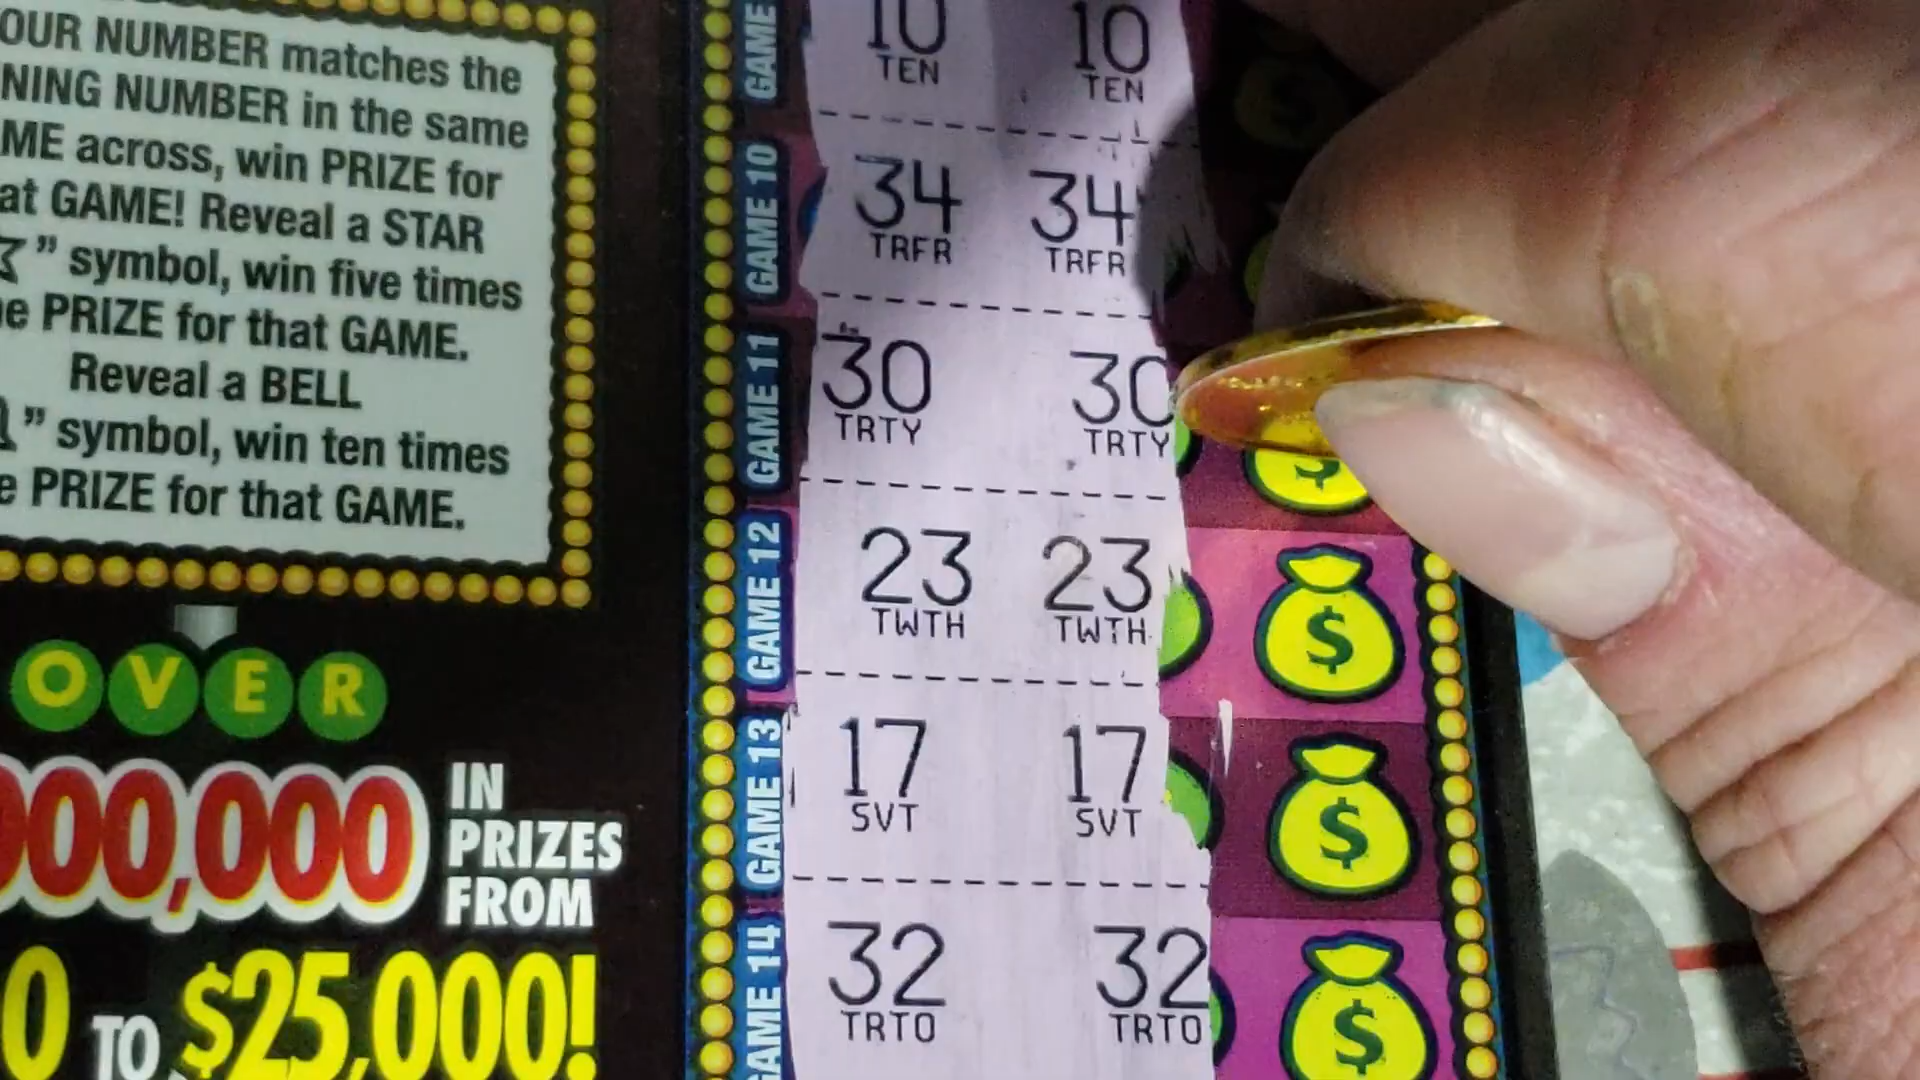 OUR NUMBER matches the
NING NUMBER in the same
ME across, win PRIZE for
at GAME! Reveal a STAR
☆" symbol, win five times
e PRIZE for that GAME.
Reveal a BELL
" symbol, win ten times
e PRIZE for that GAME.
OVER
000,000
IN
PRIZES
FROM
0 TO $25,000!
GAME
10 10
TEN TEN
GAME 10
34 34
TRFR TRFR
GAME 11
30 30
TRTY TRTY
GAME 12
23 23
TWTH TWTH
$
GAME 13
17 17
SVT SVT
$
GAME 14
32 32
TRTO TRTO
$